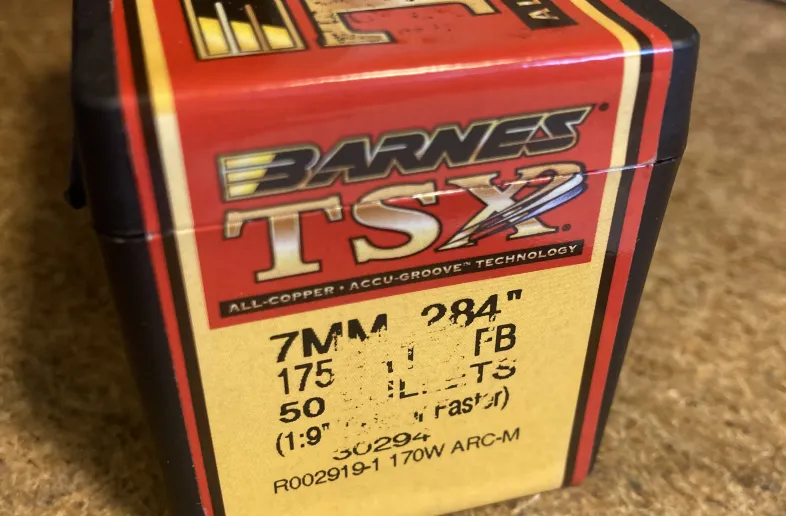 BARNES
TSX
ALL-COPPER • ACCU-GROOVE™ TECHNOLOGY
7MM .284"
175 FB
50
(1:9" Faster)
30294
R002919-1 170W ARC-M